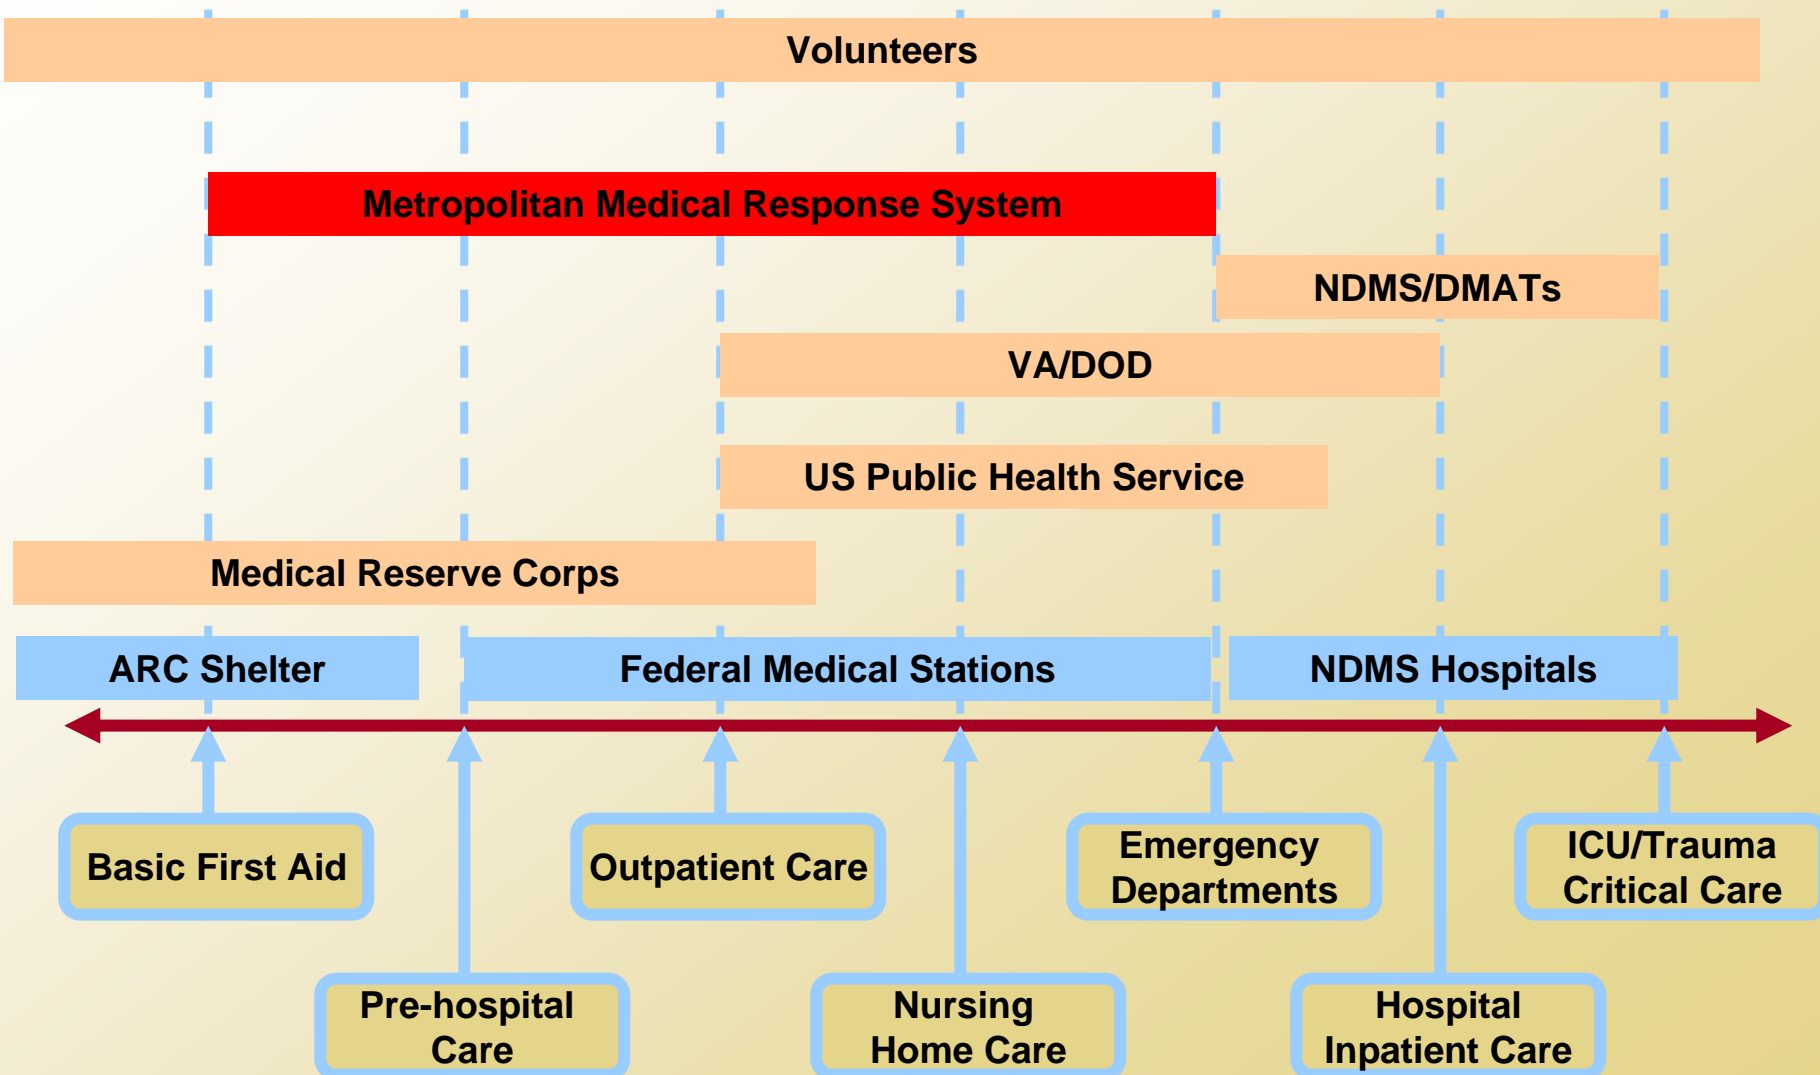 Volunteers
Metropolitan Medical Response System
NDMS/DMATs
VA/DOD
US Public Health Service
Medical Reserve Corps
ARC Shelter
Federal Medical Stations
NDMS Hospitals
Basic First Aid
Outpatient Care
Emergency
Departments
ICU/Trauma
Critical Care
Pre-hospital
Care
Nursing
Home Care
Hospital
Inpatient Care